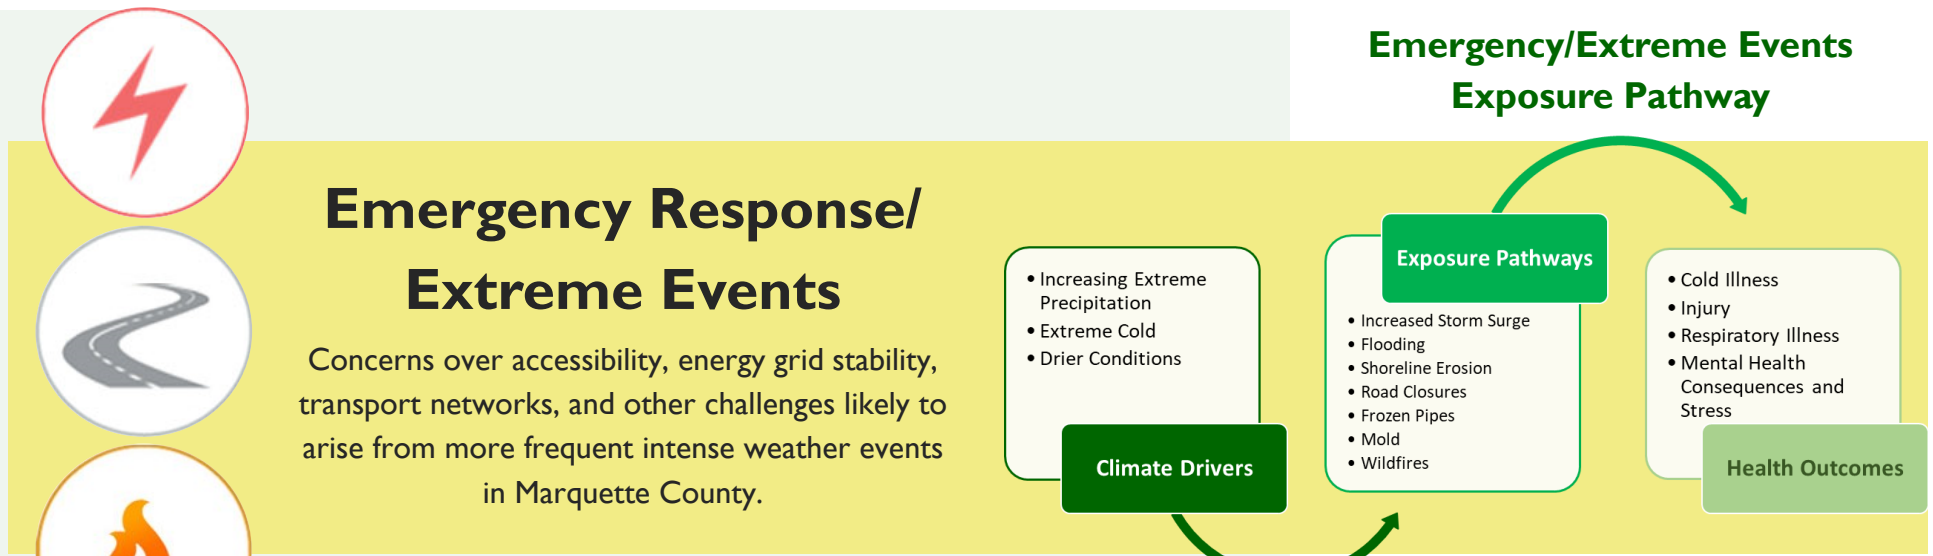 Emergency/Extreme Events
Exposure Pathway
Emergency Response/
Extreme Events
Concerns over accessibility, energy grid stability,
transport networks, and other challenges likely to
arise from more frequent intense weather events
in Marquette County.
• Increasing Extreme
Precipitation
• Extreme Cold
• Drier Conditions
Climate Drivers
Exposure Pathways
• Increased Storm Surge
• Flooding
• Shoreline Erosion
• Road Closures
• Frozen Pipes
• Mold
• Wildfires
• Cold Illness
• Injury
• Respiratory Illness
• Mental Health
Consequences and
Stress
Health Outcomes